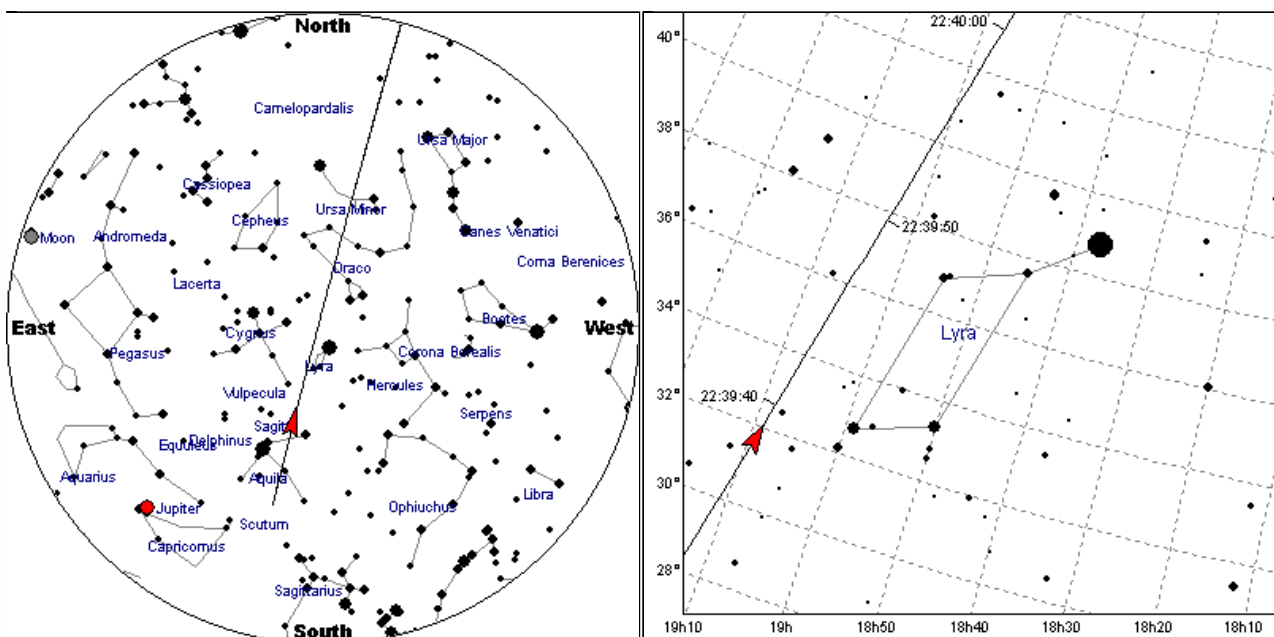 North
Camelopardalis
Ursa Major
Cassiopea
Cepheus
Ursa Minor
Moon
Andromeda
Canes Venatici
Draco
Coma Berenices
Lacerta
East
Cygnus
Bootes
West
Pegasus
Lyra
Corona Borealis
Hercules
Vulpecula
Serpens
Sagitta
Delphinus
Equuleus
Aquarius
Aquila
Libra
Jupiter
Ophiuchus
Scutum
Capricornus
Sagittarius
South
22:40:00
40°
38°
36°
22:39:50
34°
Lyra
32°
22:39:40
30°
28°
19h10
19h
18h50
18h40
18h30
18h20
18h10